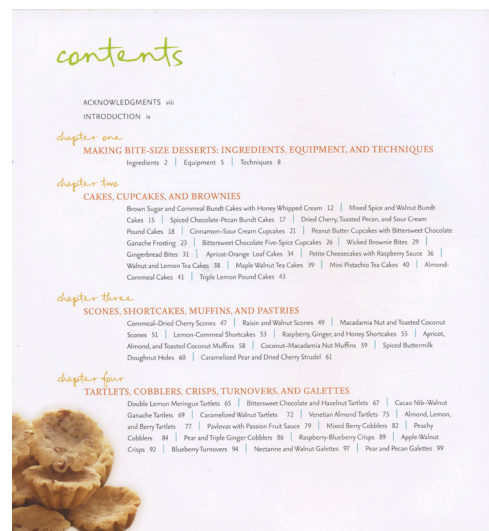 contents
ACKNOWLEDGMENTS viii
INTRODUCTION ix
chapter one
MAKING BITE-SIZE DESSERTS: INGREDIENTS, EQUIPMENT, AND TECHNIQUES
Ingredients 2 | Equipment 5 | Techniques 8
chapter two
CAKES, CUPCAKES, AND BROWNIES
Brown Sugar and Cornmeal Bundt Cakes with Honey Whipped Cream 12 | Mixed Spice and Walnut Bundt
Cakes 15 | Spiced Chocolate-Pecan Bundt Cakes 17 | Dried Cherry, Toasted Pecan, and Sour Cream
Pound Cakes 18 | Cinnamon–Sour Cream Cupcakes 21 | Peanut Butter Cupcakes with Bittersweet Chocolate
Ganache Frosting 23 | Bittersweet Chocolate Five-Spice Cupcakes 26 | Wicked Brownie Bites 29 |
Gingerbread Bites 31 | Apricot-Orange Loaf Cakes 34 | Petite Cheesecakes with Raspberry Sauce 36 |
Walnut and Lemon Tea Cakes 38 | Maple Walnut Tea Cakes 39 | Mini Pistachio Tea Cakes 40 | Almond-
Cornmeal Cakes 41 | Triple Lemon Pound Cakes 43
chapter three
SCONES, SHORTCAKES, MUFFINS, AND PASTRIES
Cornmeal–Dried Cherry Scones 47 | Raisin and Walnut Scones 49 | Macadamia Nut and Toasted Coconut
Scones 51 | Lemon-Cornmeal Shortcakes 53 | Raspberry, Ginger, and Honey Shortcakes 55 | Apricot,
Almond, and Toasted Coconut Muffins 58 | Coconut–Macadamia Nut Muffins 59 | Spiced Buttermilk
Doughnut Holes 60 | Caramelized Pear and Dried Cherry Strudel 61
chapter four
TARTLETS, COBBLERS, CRISPS, TURNOVERS, AND GALETTES
Double Lemon Meringue Tartlets 65 | Bittersweet Chocolate and Hazelnut Tartlets 67 | Cacao Nib–Walnut
Ganache Tartlets 69 | Caramelized Walnut Tartlets 72 | Venetian Almond Tartlets 75 | Almond, Lemon,
and Berry Tartlets 77 | Pavlovas with Passion Fruit Sauce 79 | Mixed Berry Cobblers 82 | Peachy
Cobblers 84 | Pear and Triple Ginger Cobblers 86 | Raspberry-Blueberry Crisps 89 | Apple-Walnut
Crisps 92 | Blueberry Turnovers 94 | Nectarine and Walnut Galettes 97 | Pear and Pecan Galettes 99